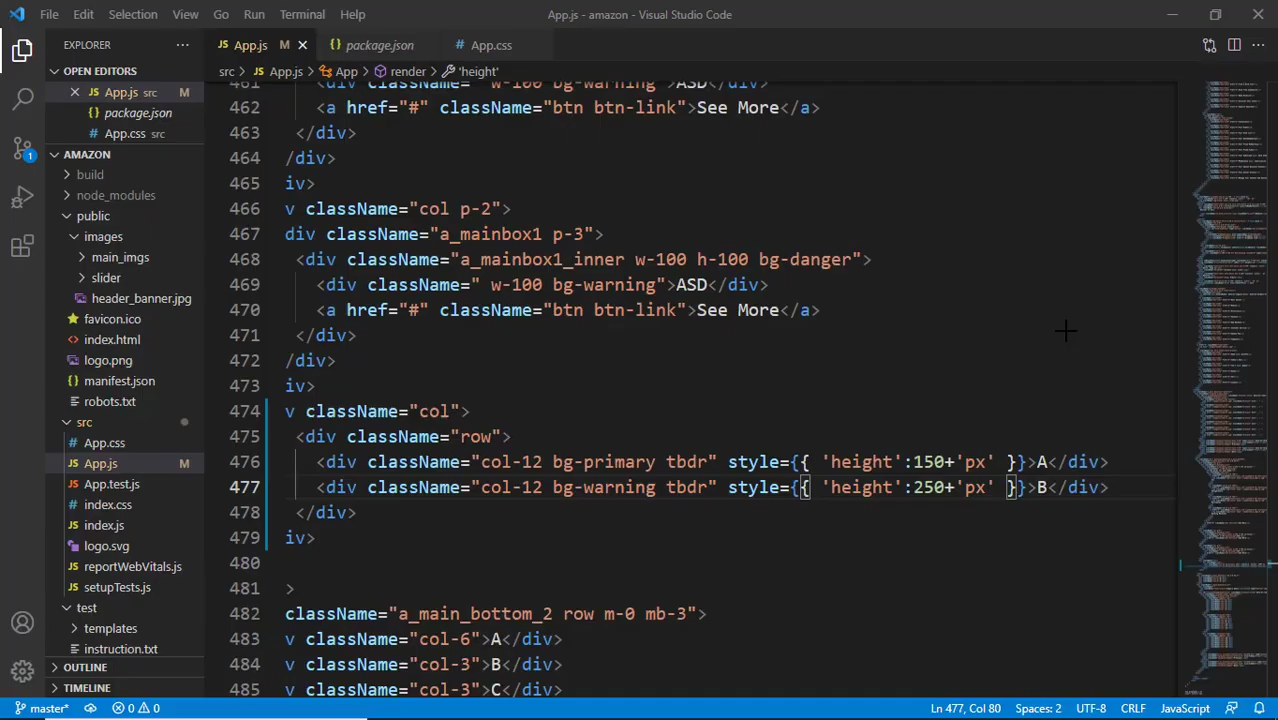 File Edit Selection View Go Run Terminal Help App.js - amazon - Visual Studio Code
EXPLORER
OPEN EDITORS
App.js src M
package.json
App.css src
AMAZON
build
node_modules
public
images
main_imgs
slider
header_banner.jpg
favicon.ico
index.html
logo.png
manifest.json
robots.txt
src
App.css
App.js M
App.test.js
index.css
index.js
logo.svg
reportWebVitals.js
setupTests.js
test
templates
instruction.txt
OUTLINE
TIMELINE
1
App.js M package.json App.css
src > App.js > App > render > 'height'
461 <div className=" w-100 bg-warning">ASD</div>
462 <a href="#" className="btn btn-link">See More</a>
463 </div>
464 /div>
465 iv>
466 v className="col p-2">
467 div className="a_mainbox1 p-3">
468 <div className="a_mainbox1_inner w-100 h-100 bg-danger">
469 <div className=" w-100 bg-warning">ASD</div>
470 <a href="#" className="btn btn-link">See More</a>
471 </div>
472 /div>
473 iv>
474 v className="col">
475 <div className="row">
476 <div className="col-12 bg-primary tbdr" style={{ 'height':150+'px' }}>A</div>
477 <div className="col-12 bg-warning tbdr" style={{ 'height':250+'px' }}>B</div>
478 </div>
479 iv>
480
481 >
482 className="a_main_bottom_2 row m-0 mb-3">
483 v className="col-6">A</div>
484 v className="col-3">B</div>
485 v className="col-3">C</div>
master* 0 0 Ln 477, Col 80 Spaces: 2 UTF-8 CRLF JavaScript